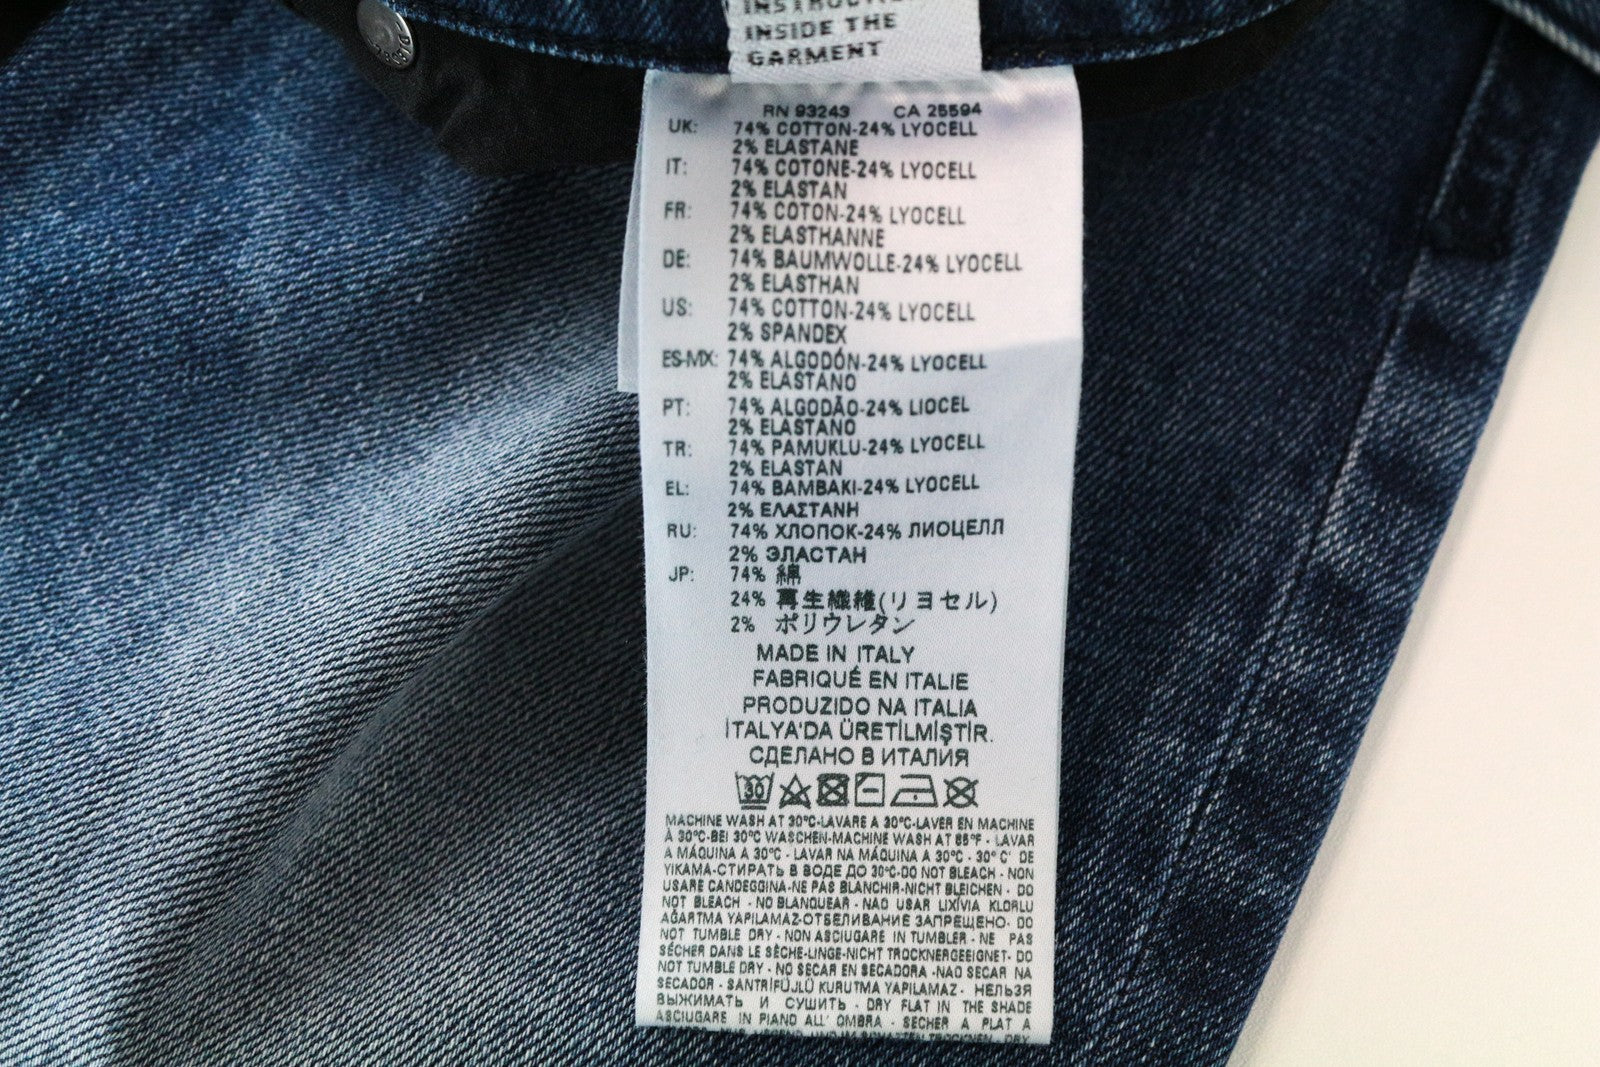 INSIDE THE
GARMENT
RN 93243 CA 25594
UK: 74% COTTON-24% LYOCELL
2% ELASTANE
IT: 74% COTONE-24% LYOCELL
2% ELASTAN
FR: 74% COTON-24% LYOCELL
2% ELASTHANNE
DE: 74% BAUMWOLLE-24% LYOCELL
2% ELASTHAN
US: 74% COTTON-24% LYOCELL
2% SPANDEX
ES-MX: 74% ALGODÓN-24% LYOCELL
2% ELASTANO
PT: 74% ALGODÃO-24% LIOCEL
2% ELASTANO
TR: 74% PAMUKLU-24% LYOCELL
2% ELASTAN
EL: 74% BAMBAKI-24% LYOCELL
2% ΕΛΑΣΤΑΝΗ
RU: 74% ХЛОПОК-24% ЛИОЦЕЛЛ
2% ЭЛАСТАН
JP: 74% 綿
24% 再生繊維(リヨセル)
2% ポリウレタン
MADE IN ITALY
FABRIQUÉ EN ITALIE
PRODUZIDO NA ITALIA
İTALYA'DA ÜRETİLMİŞTİR.
СДЕЛАНО В ИТАЛИЯ
30
MACHINE WASH AT 30°C-LAVARE A 30°C-LAVER EN MACHINE
À 30°C-BEI 30°C WASCHEN-MACHINE WASH AT 85°F - LAVAR
A MÁQUINA A 30°C - LAVAR NA MÁQUINA A 30°C - 30° C' DE
YIKAMA-СТИРАТЬ В ВОДЕ ДО 30°C-DO NOT BLEACH - NON
USARE CANDEGGINA-NE PAS BLANCHIR-NICHT BLEICHEN - DO
NOT BLEACH - NO BLANQUEAR - NAO USAR LIXÍVIA KLORLU
AĞARTMA YAPILAMAZ-ОТБЕЛИВАНИЕ ЗАПРЕЩЕНО- DO
NOT TUMBLE DRY - NON ASCIUGARE IN TUMBLER - NE PAS
SÉCHER DANS LE SÈCHE-LINGE-NICHT TROCKNERGEEIGNET- DO
NOT TUMBLE DRY - NO SECAR EN SECADORA -NAO SECAR NA
SECADOR - SANTRİFÜJLÜ KURUTMA YAPILAMAZ - НЕЛЬЗЯ
ВЫЖИМАТЬ И СУШИТЬ - DRY FLAT IN THE SHADE
ASCIUGARE IN PIANO ALL' OMBRA - SÉCHER A PLAT A
TROCKNEN- DRY